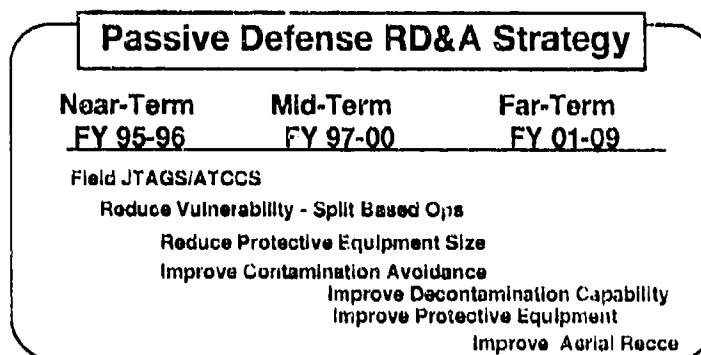 Passive Defense RD&A Strategy
Near-Term Mid-Term Far-Term
FY 95-96 FY 97-00 FY 01-09
Field JTAGS/ATCCS
Reduce Vulnerability - Split Based Ops
Reduce Protective Equipment Size
Improve Contamination Avoidance
Improve Decontamination Capability
Improve Protective Equipment
Improve Aerial Recce